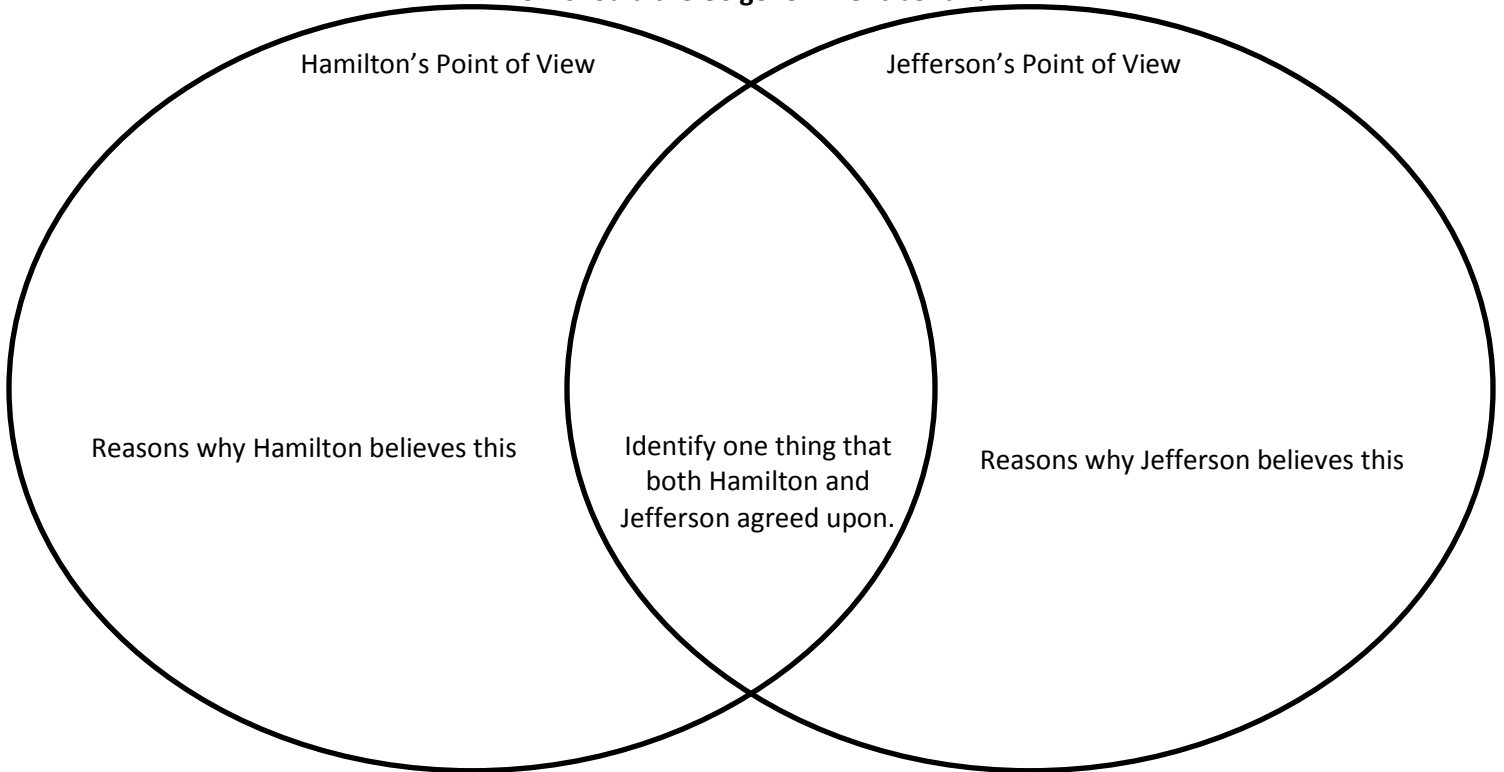 Hamilton's Point of View
Jefferson's Point of View
Reasons why Hamilton believes this
Identify one thing that
both Hamilton and
Jefferson agreed upon.
Reasons why Jefferson believes this